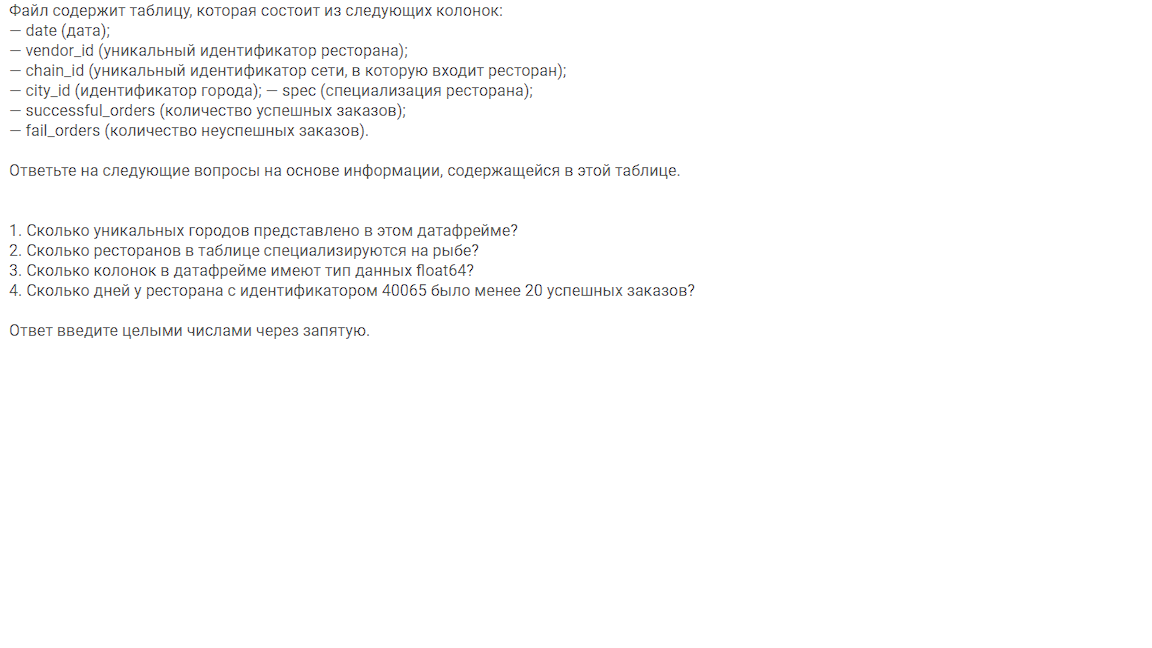 Файл содержит таблицу, которая состоит из следующих колонок:
— date (дата);
— vendor_id (уникальный идентификатор ресторана);
— chain_id (уникальный идентификатор сети, в которую входит ресторан);
— city_id (идентификатор города); — spec (специализация ресторана);
— successful_orders (количество успешных заказов);
— fail_orders (количество неуспешных заказов).
Ответьте на следующие вопросы на основе информации, содержащейся в этой таблице.
1. Сколько уникальных городов представлено в этом датафрейме?
2. Сколько ресторанов в таблице специализируются на рыбе?
3. Сколько колонок в датафрейме имеют тип данных float64?
4. Сколько дней у ресторана с идентификатором 40065 было менее 20 успешных заказов?
Ответ введите целыми числами через запятую.